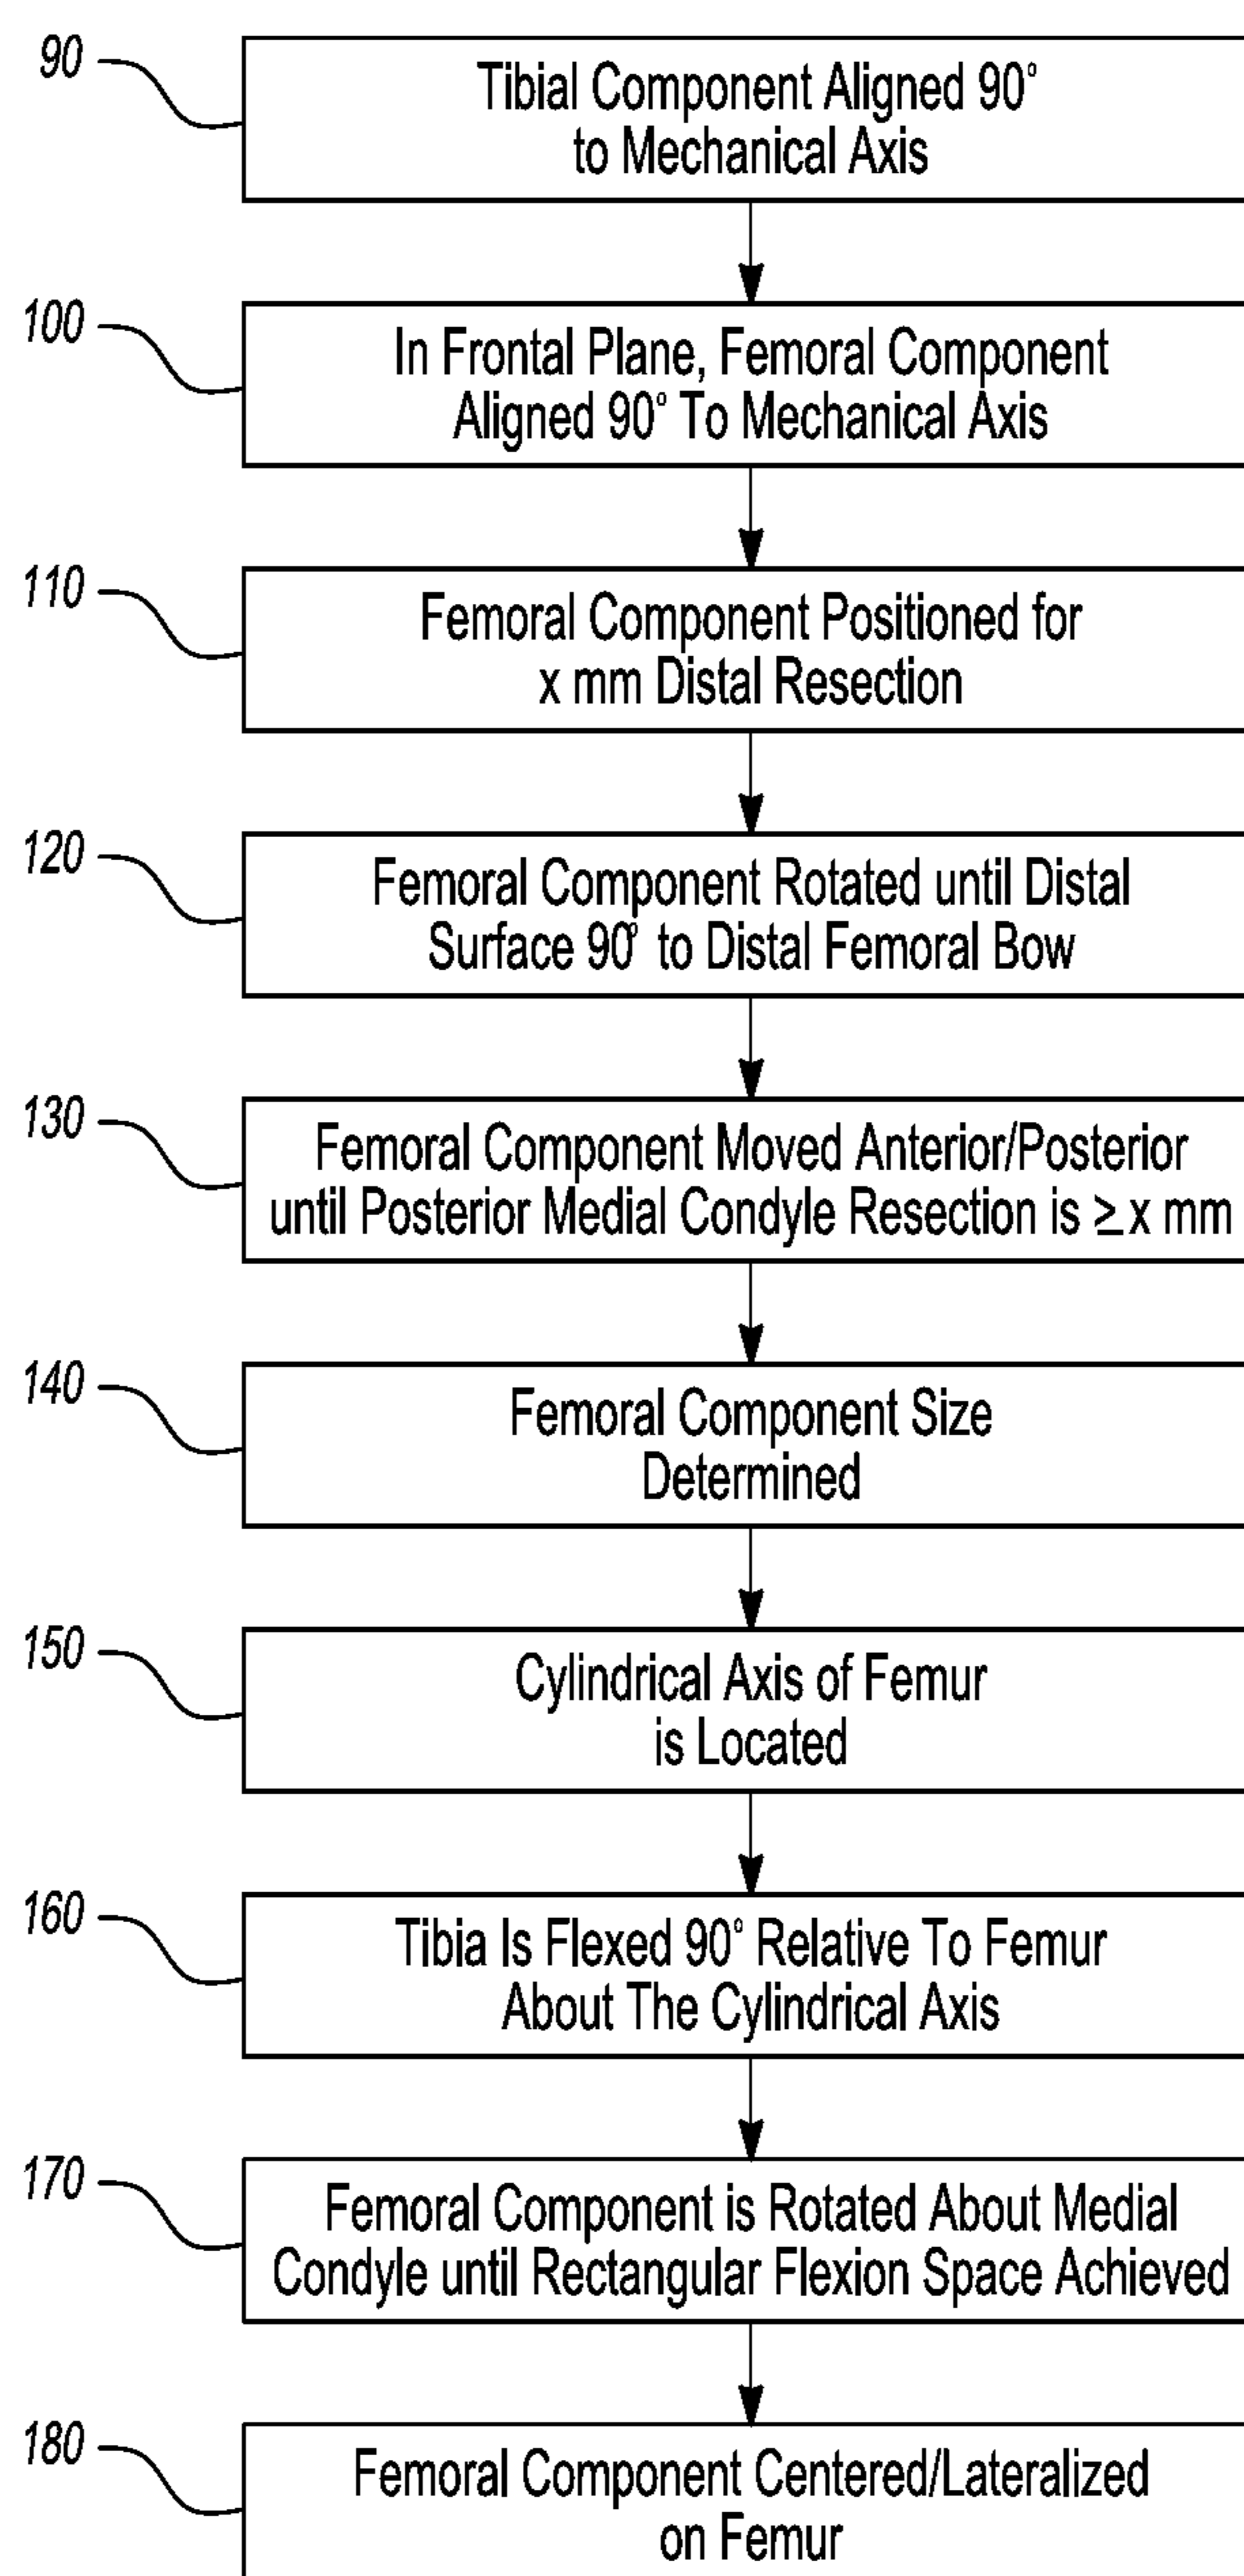 90
Tibial Component Aligned 90°
to Mechanical Axis
100
In Frontal Plane, Femoral Component
Aligned 90° To Mechanical Axis
110
Femoral Component Positioned for
x mm Distal Resection
120
Femoral Component Rotated until Distal
Surface 90° to Distal Femoral Bow
130
Femoral Component Moved Anterior/Posterior
until Posterior Medial Condyle Resection is ≥ x mm
140
Femoral Component Size
Determined
150
Cylindrical Axis of Femur
is Located
160
Tibia Is Flexed 90° Relative To Femur
About The Cylindrical Axis
170
Femoral Component is Rotated About Medial
Condyle until Rectangular Flexion Space Achieved
180
Femoral Component Centered/Lateralized
on Femur